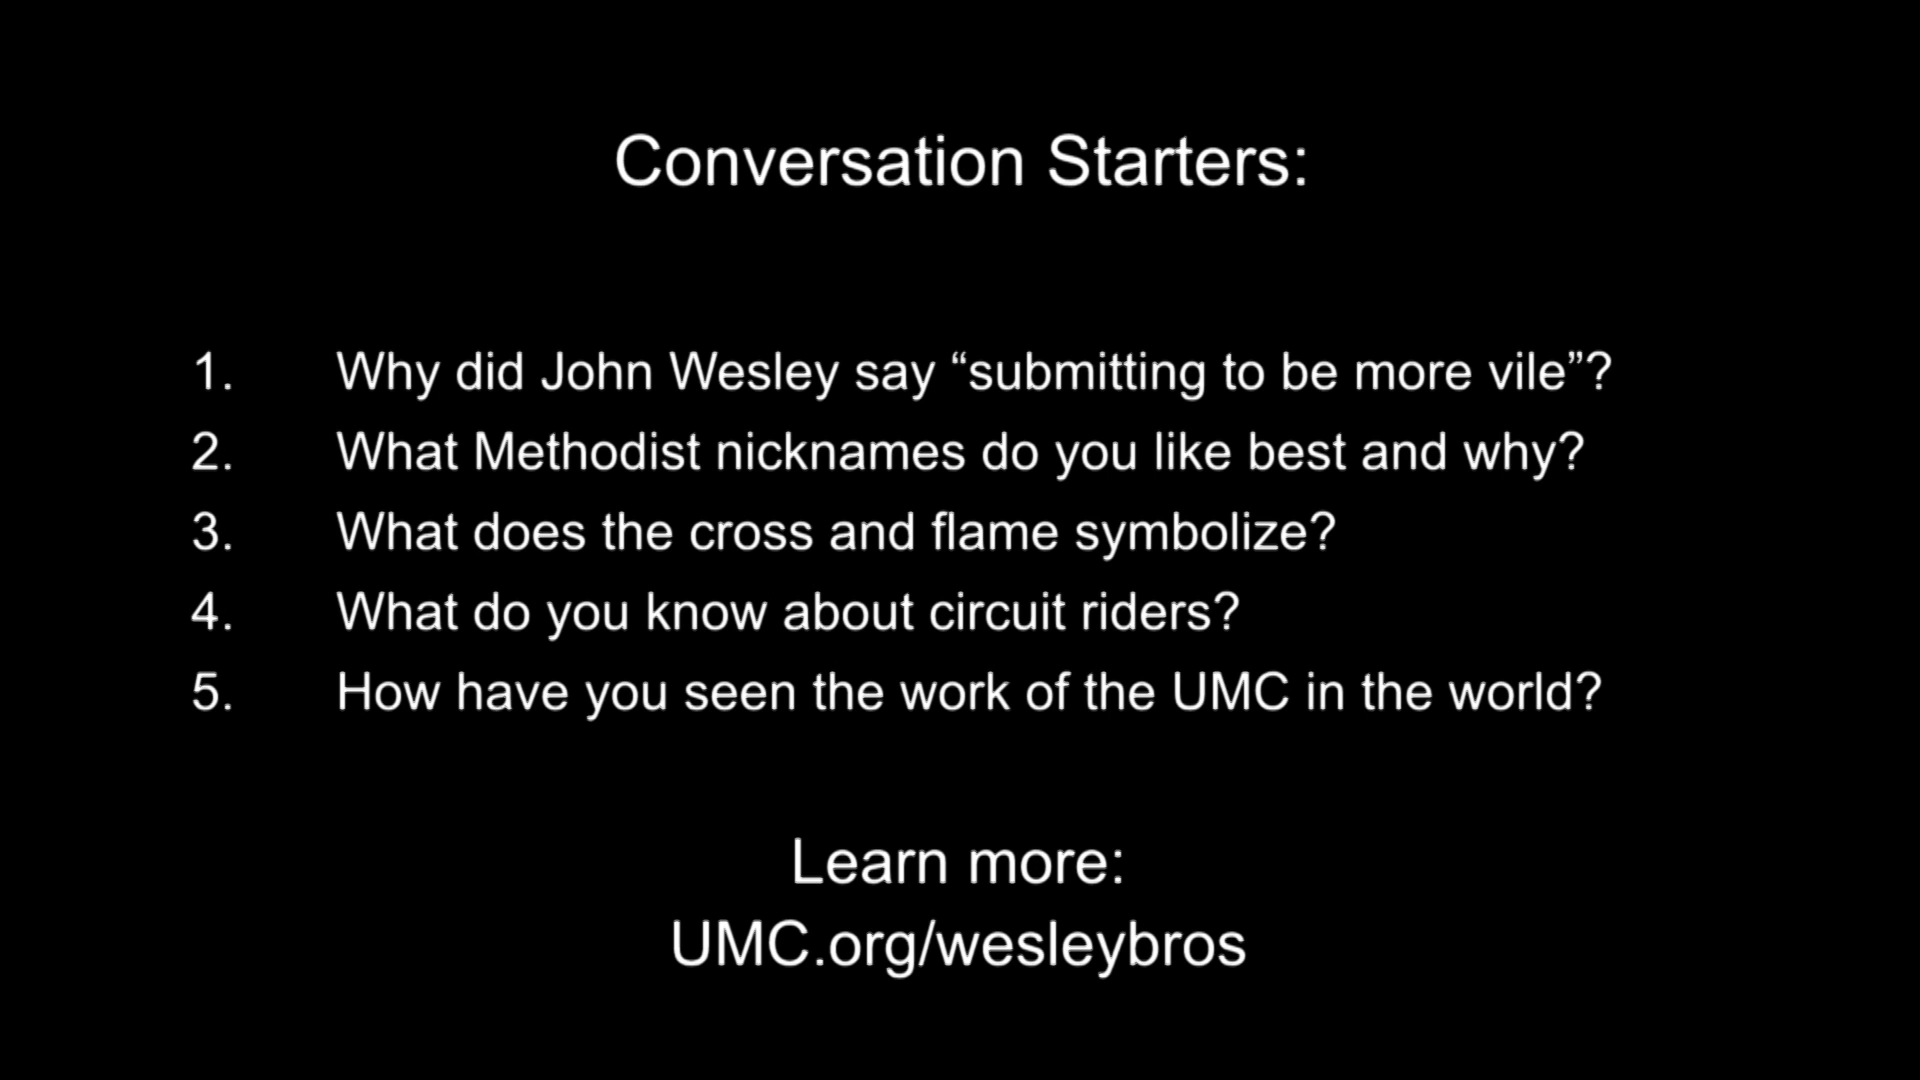 Conversation Starters:
1. Why did John Wesley say “submitting to be more vile”?
2. What Methodist nicknames do you like best and why?
3. What does the cross and flame symbolize?
4. What do you know about circuit riders?
5. How have you seen the work of the UMC in the world?
Learn more:
UMC.org/wesleybros